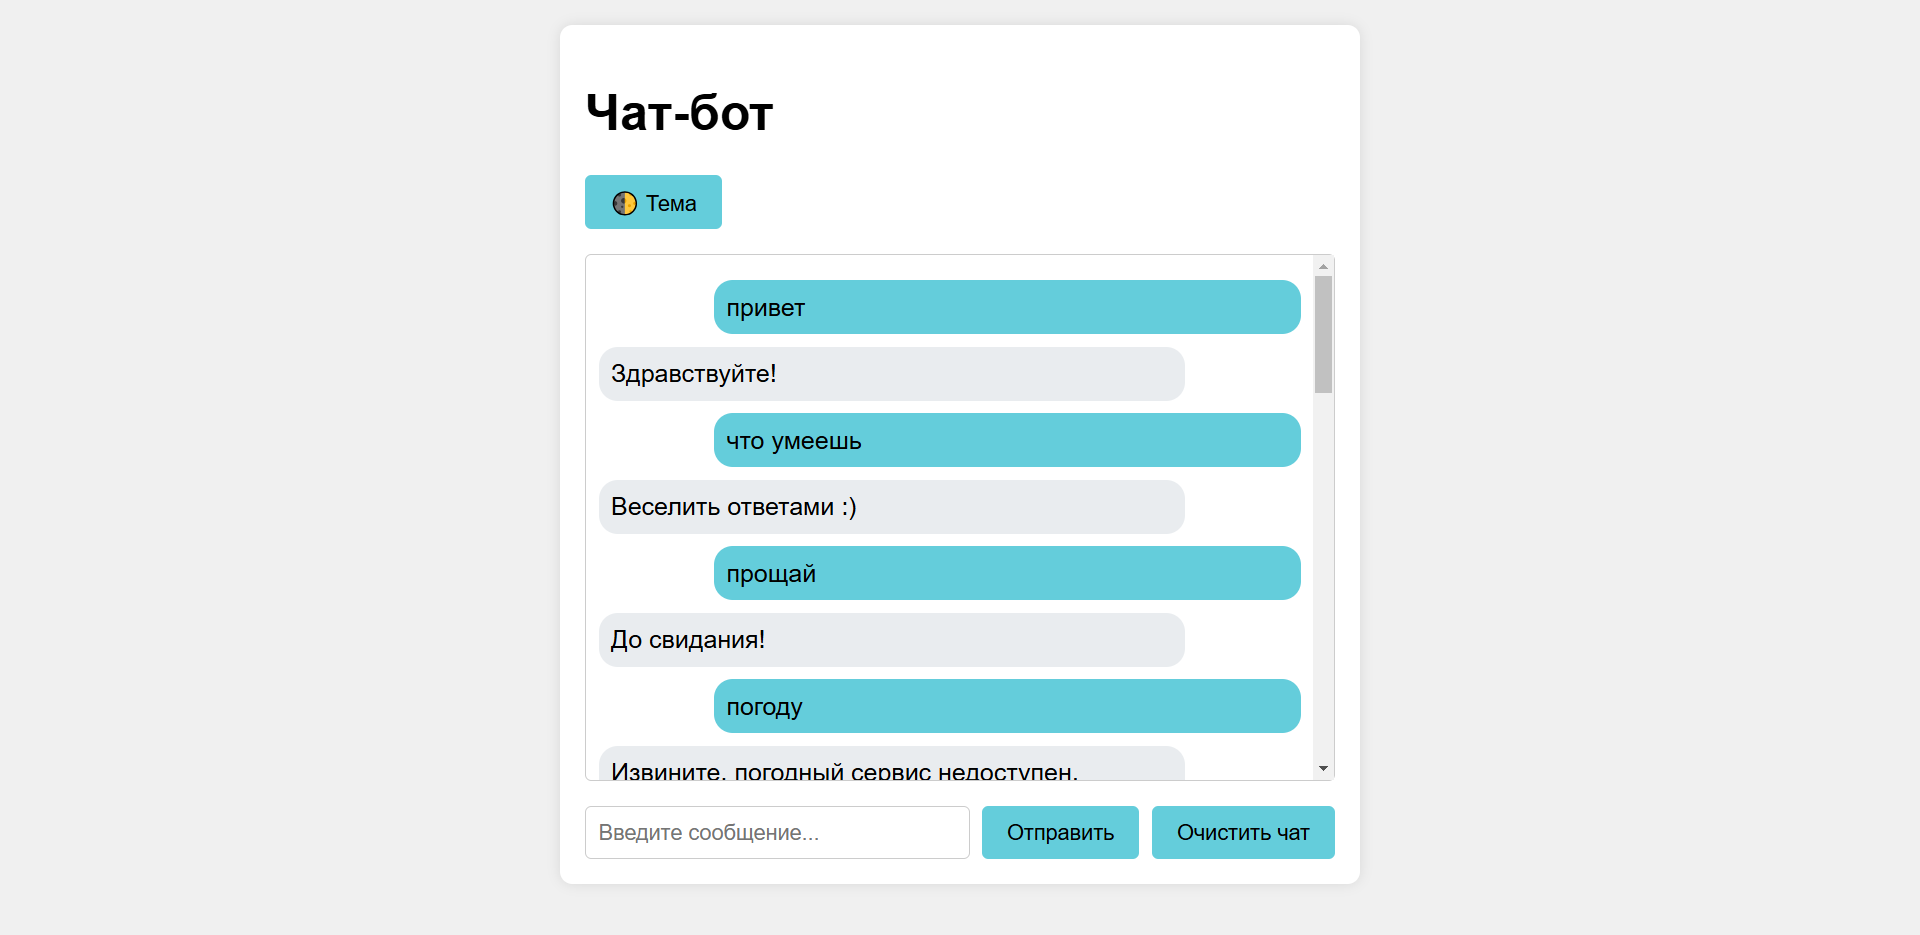 Чат-бот
Тема
привет
Здравствуйте!
что умеешь
Веселить ответами :)
прощай
До свидания!
погоду
Извините, погодный сервис недоступен.
Введите сообщение...
Отправить
Очистить чат